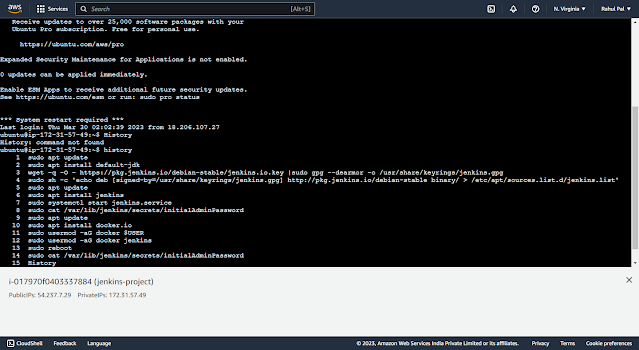 aws Services Search [Alt+S] N. Virginia Rahul Pal
Receive updates to over 25,000 software packages with your
Ubuntu Pro subscription. Free for personal use.
https://ubuntu.com/aws/pro
Expanded Security Maintenance for Applications is not enabled.
0 updates can be applied immediately.
Enable ESM Apps to receive additional future security updates.
See https://ubuntu.com/esm or run: sudo pro status
*** System restart required ***
Last login: Thu Mar 30 02:02:39 2023 from 18.206.107.27
ubuntu@ip-172-31-57-49:~$ History
History: command not found
ubuntu@ip-172-31-57-49:~$ history
1 sudo apt update
2 sudo apt install default-jdk
3 wget -q -O - https://pkg.jenkins.io/debian-stable/jenkins.io.key |sudo gpg --dearmor -o /usr/share/keyrings/jenkins.gpg
4 sudo sh -c 'echo deb [signed-by=/usr/share/keyrings/jenkins.gpg] http://pkg.jenkins.io/debian-stable binary/ > /etc/apt/sources.list.d/jenkins.list'
5 sudo apt update
6 sudo apt install jenkins
7 sudo systemctl start jenkins.service
8 sudo cat /var/lib/jenkins/secrets/initialAdminPassword
9 sudo apt update
10 sudo apt install docker.io
11 sudo usermod -aG docker $USER
12 sudo usermod -aG docker jenkins
13 sudo reboot
14 sudo cat /var/lib/jenkins/secrets/initialAdminPassword
15 History
i-017970f0403337884 (jenkins-project)
PublicIPs: 54.237.7.29 PrivateIPs: 172.31.57.49
CloudShell Feedback Language © 2023, Amazon Web Services India Private Limited or its affiliates. Privacy Terms Cookie preferences